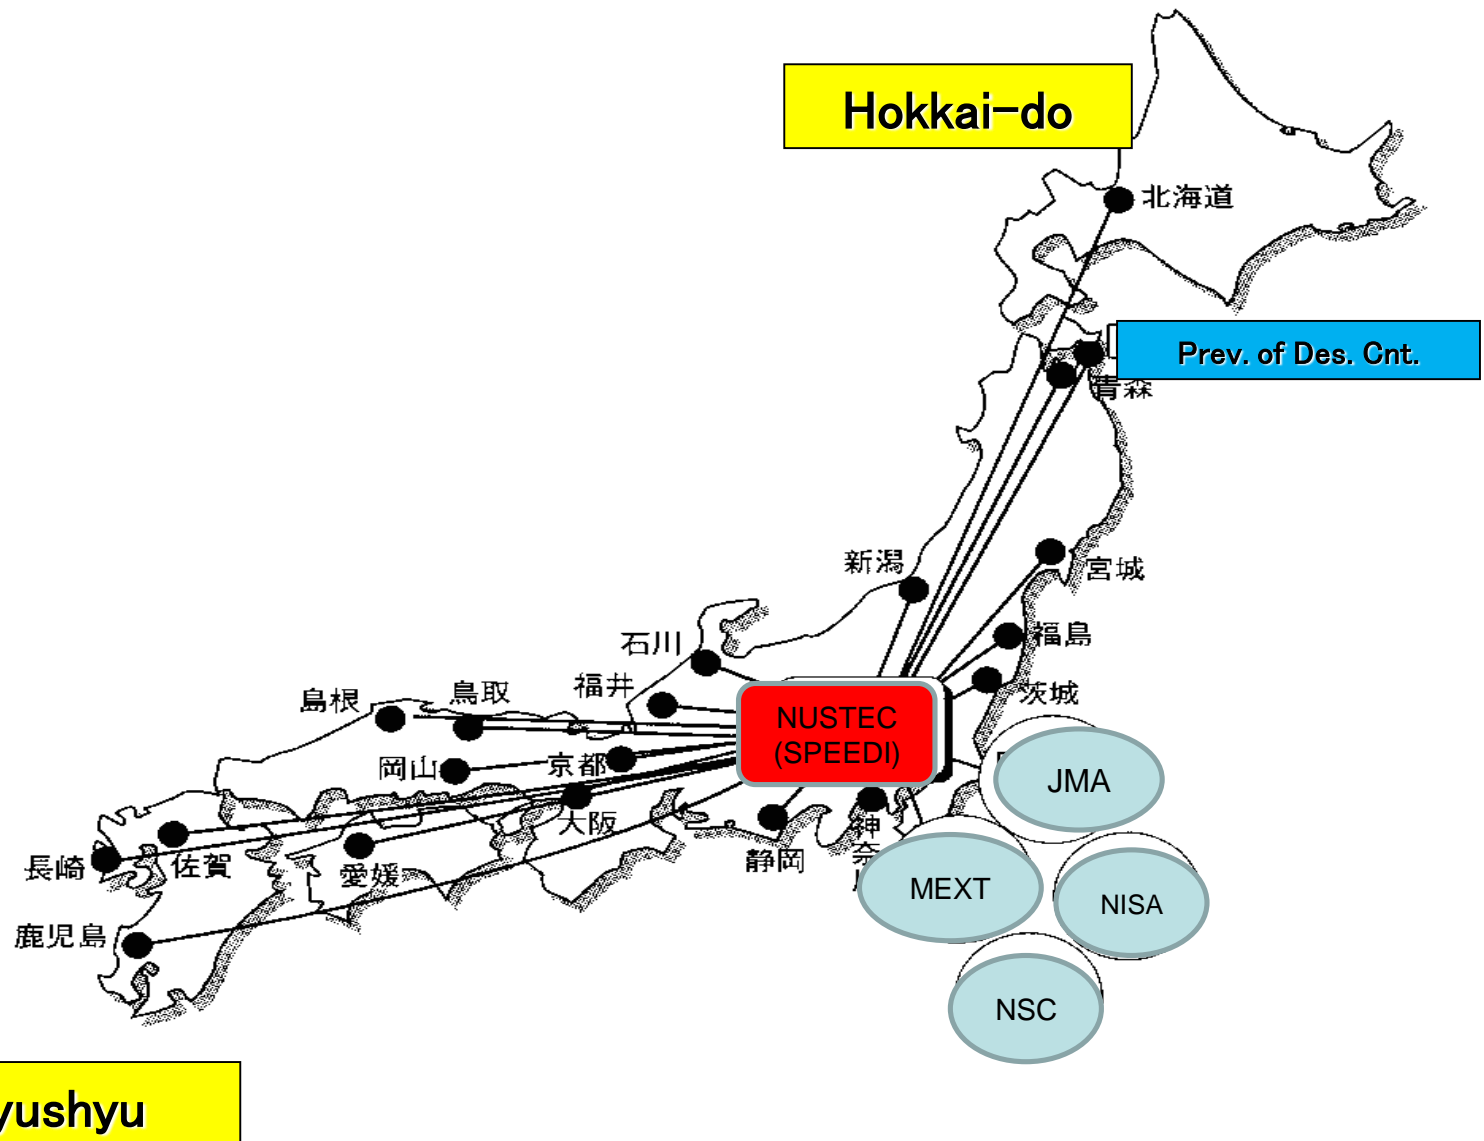 Hokkai-do
北海道
Prev. of Des. Cnt.
青森
新潟
宮城
石川
福島
福井
茨城
島根
鳥取
NUSTEC
(SPEEDI)
岡山
京都
JMA
大阪
神
奈
長崎
佐賀
愛媛
静岡
MEXT
NISA
鹿児島
NSC
yushyu